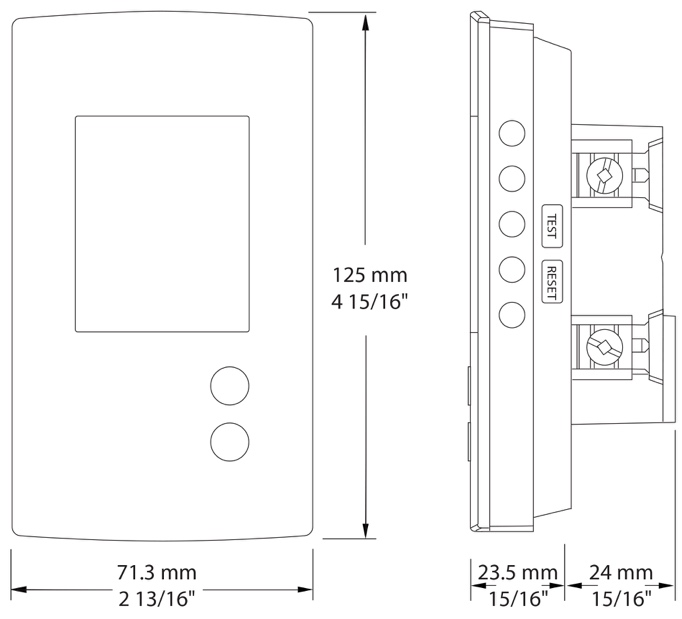 125 mm
4 15/16"
TEST
RESET
71.3 mm
2 13/16"
23.5 mm
15/16"
24 mm
15/16"